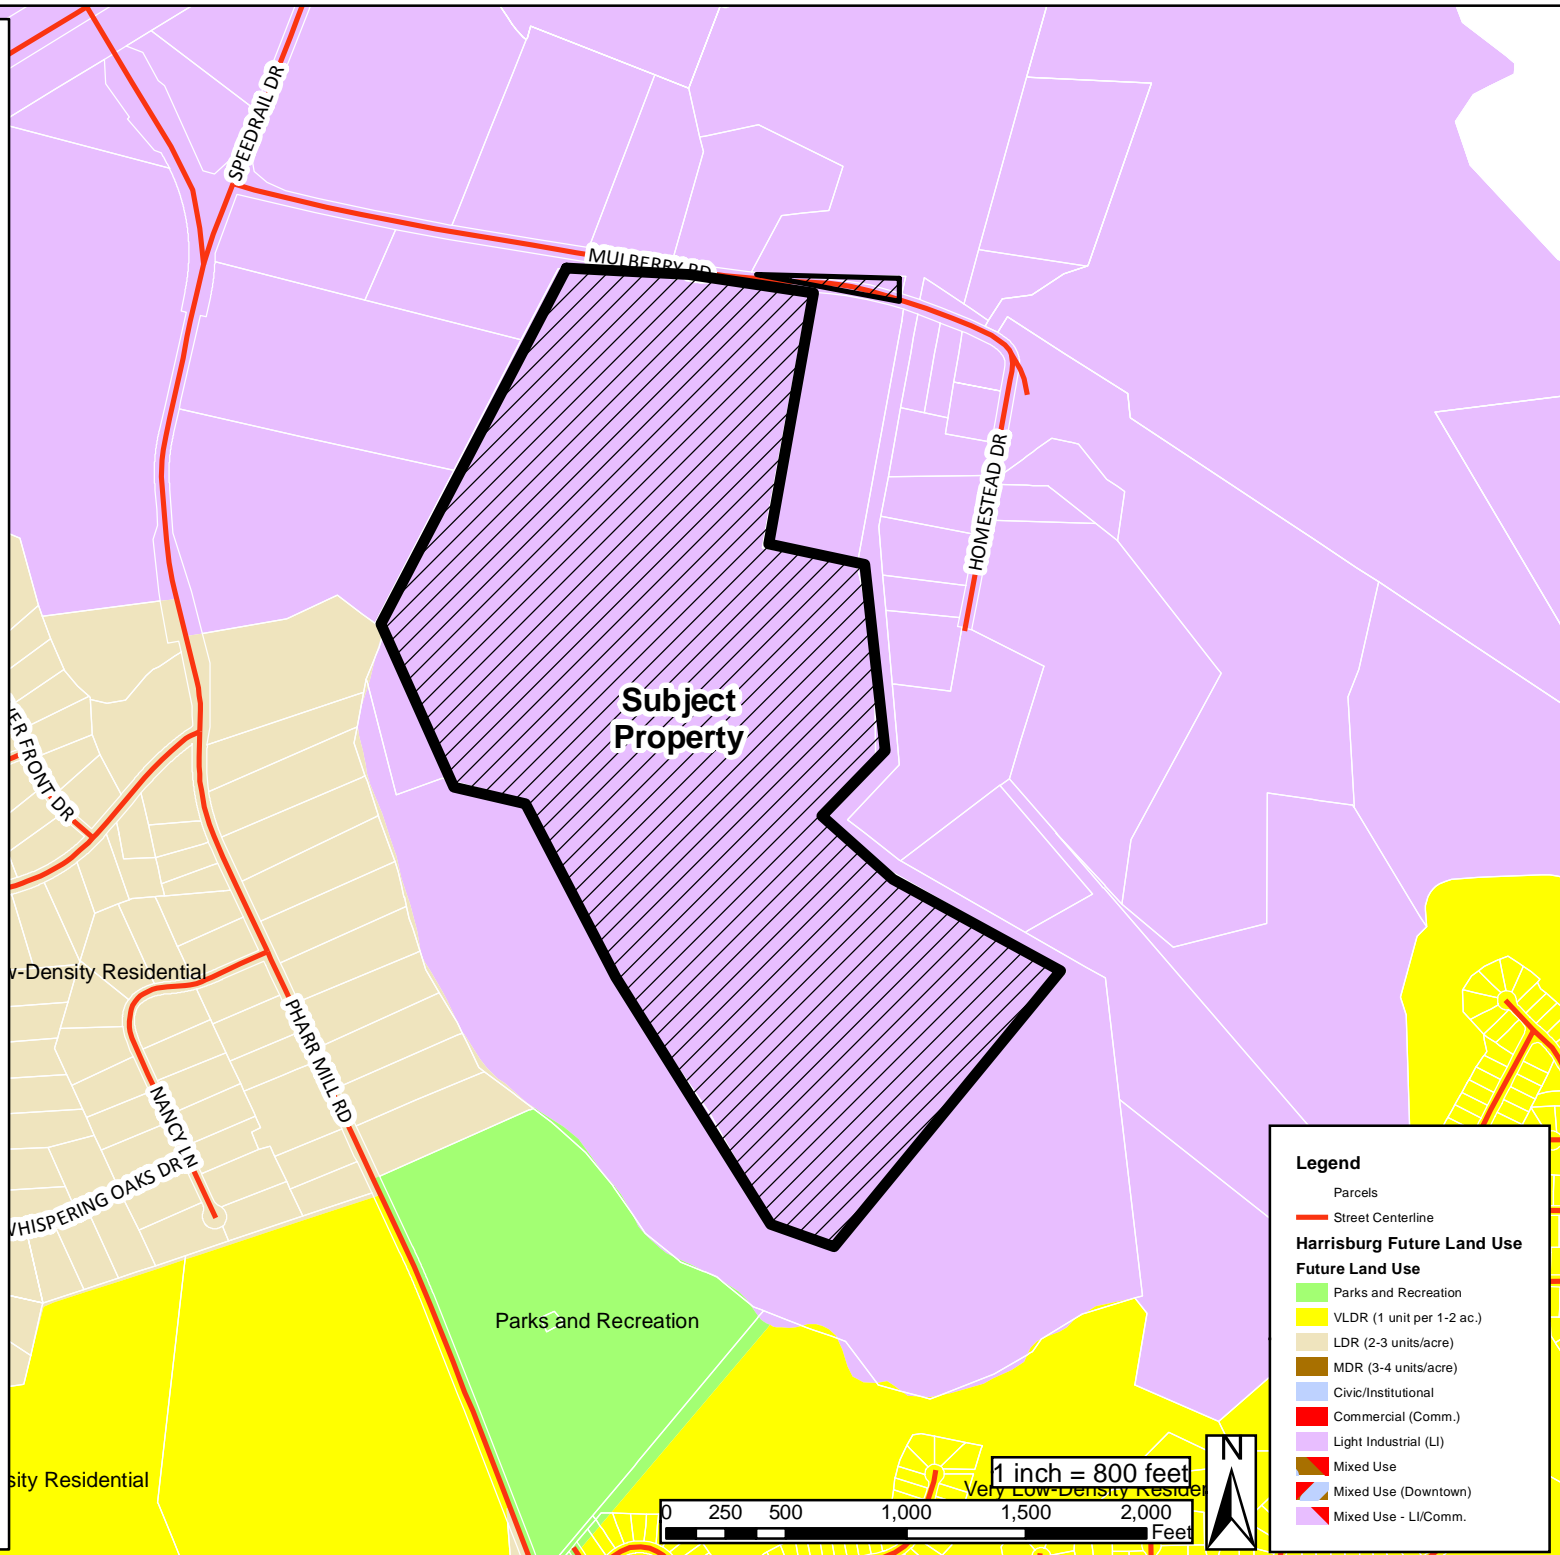 SPEEDRAIL DR
MULBERRY RD
HOMESTEAD DR
Subject
Property
FRONT DR
-Density Residential
PHARR MILL RD
NANCY LN
WHISPERING OAKS DR
Parks and Recreation
Residential
Very Low-Density
1 inch = 800 feet
N
0 250 500 1,000 1,500 2,000
Feet
Legend
Parcels
Street Centerline
Harrisburg Future Land Use
Future Land Use
Parks and Recreation
VLDR (1 unit per 1-2 ac.)
LDR (2-3 units/acre)
MDR (3-4 units/acre)
Civic/Institutional
Commercial (Comm.)
Light Industrial (LI)
Mixed Use
Mixed Use (Downtown)
Mixed Use - LI/Comm.